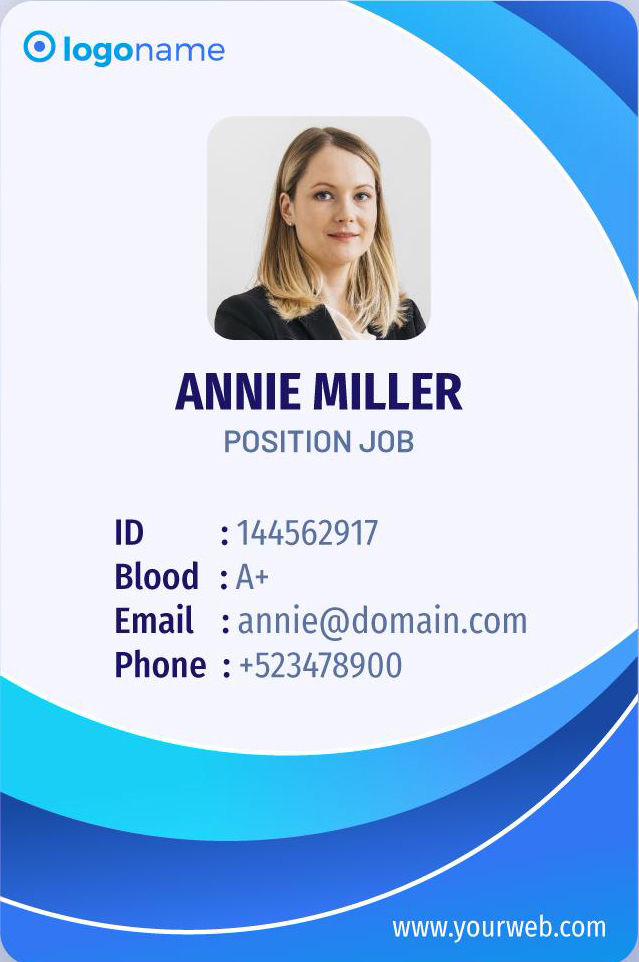 logoname
ANNIE MILLER
POSITION JOB
ID : 144562917
Blood : A+
Email : annie@domain.com
Phone : +523478900
www.yourweb.com